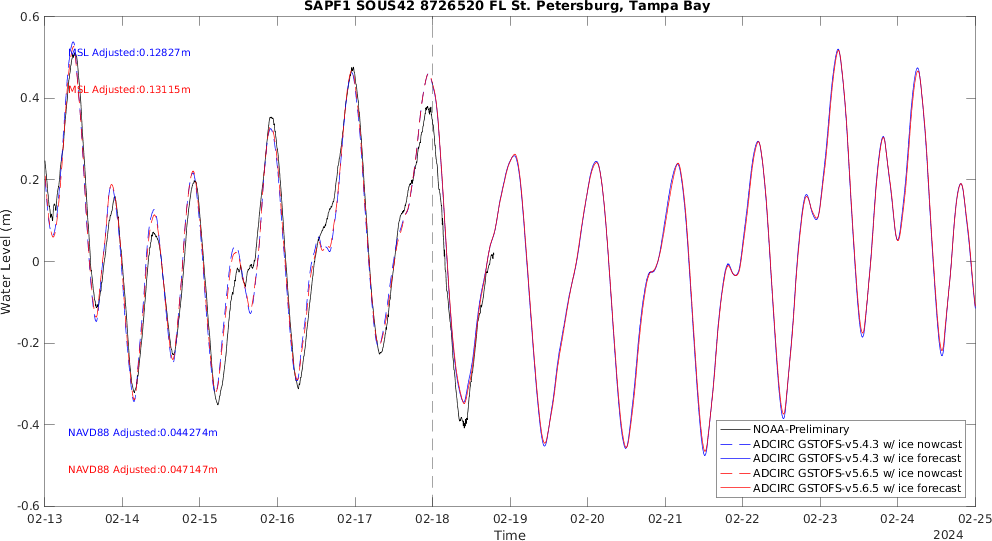 SAPF1 SOUS42 8726520 FL St. Petersburg, Tampa Bay
0.6
0.4
0.2
0
-0.2
-0.4
-0.6
Water Level (m)
MSL Adjusted:0.12827m
MSL Adjusted:0.13115m
NAVD88 Adjusted:0.044274m
NAVD88 Adjusted:0.047147m
NOAA-Preliminary
ADCIRC GSTOFS-v5.4.3 w/ ice nowcast
ADCIRC GSTOFS-v5.4.3 w/ ice forecast
ADCIRC GSTOFS-v5.6.5 w/ ice nowcast
ADCIRC GSTOFS-v5.6.5 w/ ice forecast
02-13 02-14 02-15 02-16 02-17 02-18 02-19 02-20 02-21 02-22 02-23 02-24 02-25
Time
2024